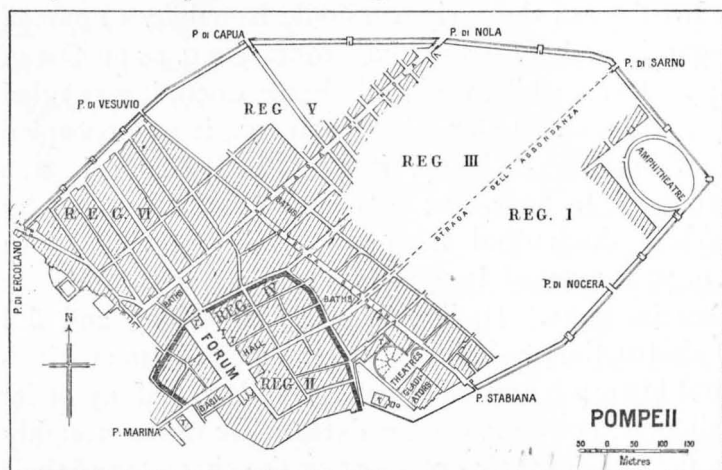 P. DI CAPUA
P. DI NOLA
P. DI SARNO
P. DI VESUVIO
REG V
REG III
STRADA DELL' ABBONDANZA
AMPHITHEATRE
REG. VI
BATHS
REG. I
P. DI ERCOLANO
P. DI NOCERA
BATHS
REG. IV
BATHS
N
FORUM
HALL
THEATRES
REG II
GLADIATORS
BASIL
P. STABIANA
P. MARINA
POMPEII
50 0 50 100 150
Metres